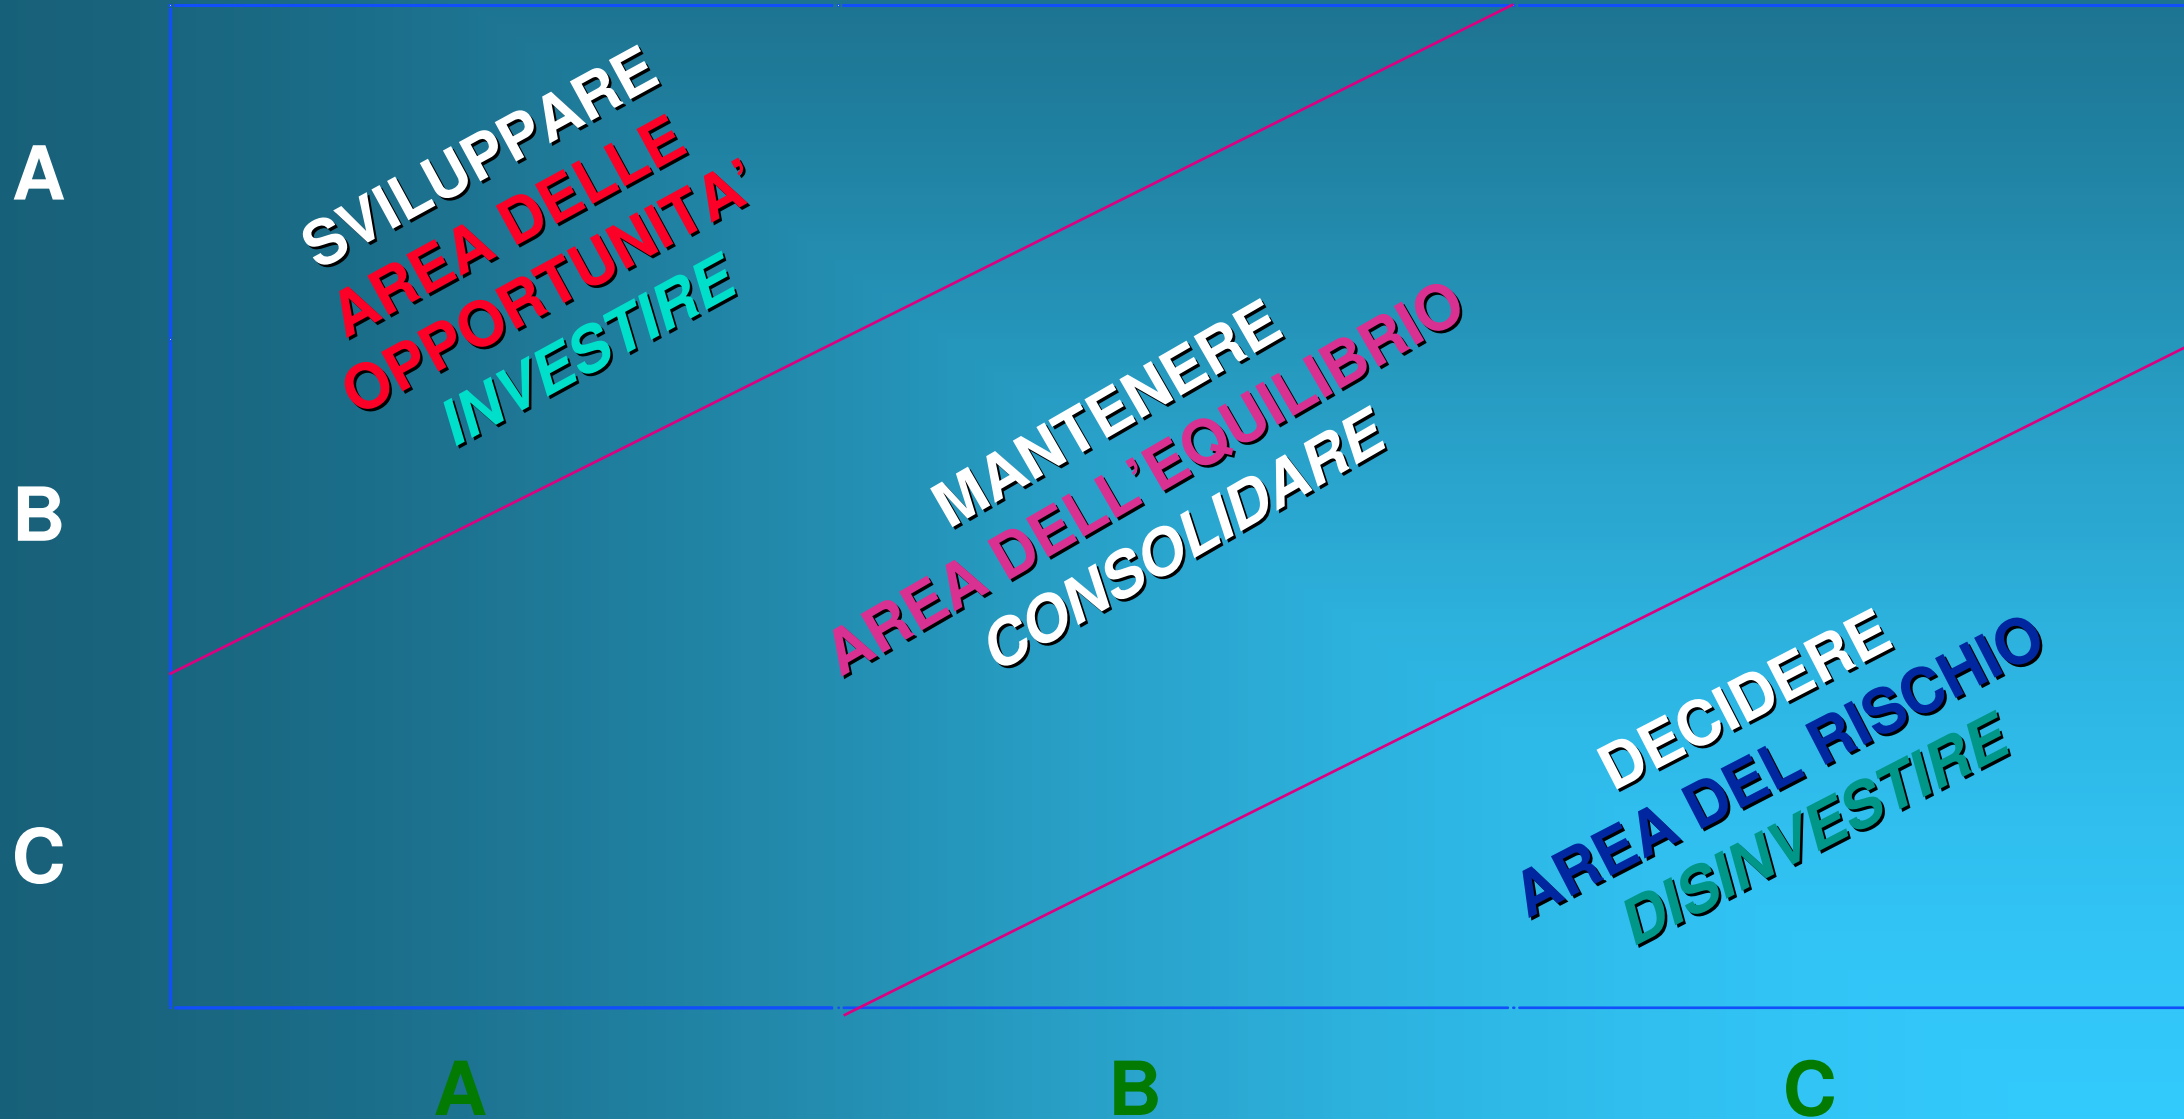 A
SVILUPPARE
AREA DELLE
OPPORTUNITA’
INVESTIRE
B
MANTENERE
AREA DELL’EQUILIBRIO
CONSOLIDARE
C
DECIDERE
AREA DEL RISCHIO
DISINVESTIRE
A B C